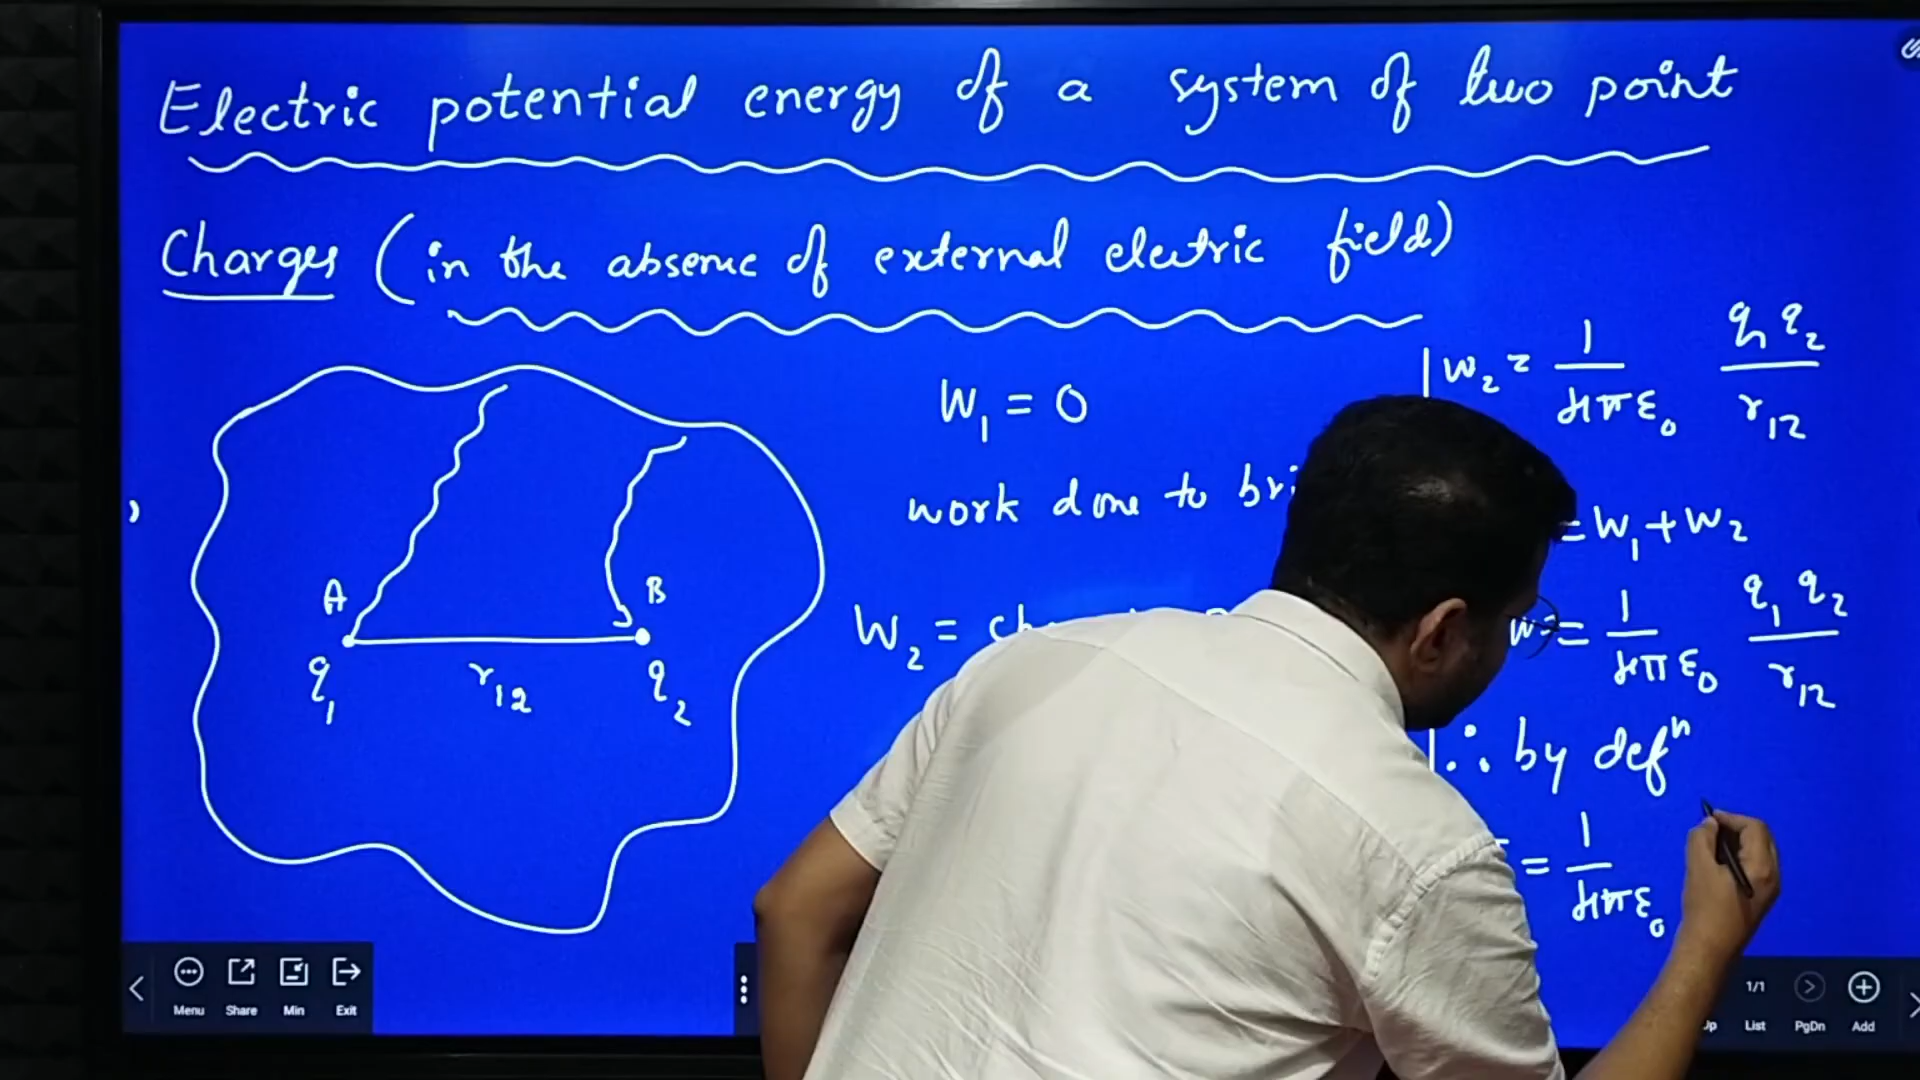 Electric potential energy of a system of two point
Charges (in the absence of external electric field)
A
B
q₁
r₁₂
q₂
W₁ = 0
work done to
W₂ =
W₂ = 1/4πε₀ q₁q₂/r₁₂
= W₁ + W₂
W = 1/4πε₀ q₁q₂/r₁₂
∴ by defⁿ
= 1/4πε₀
Menu
Share
Min
Exit
1/1
List
PgDn
Add